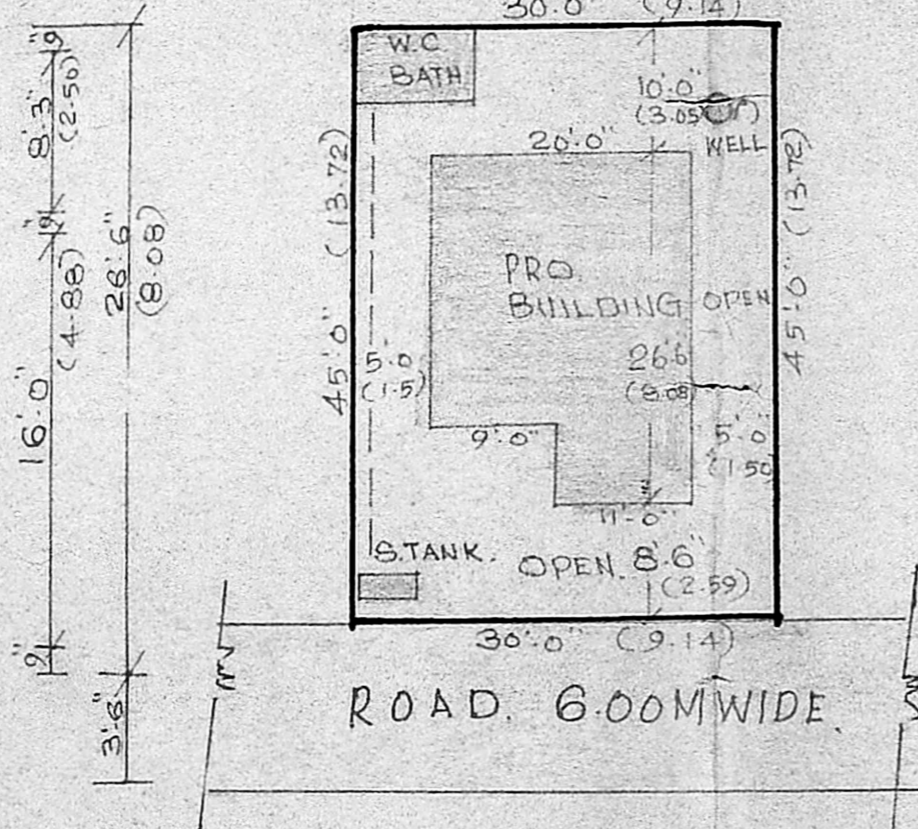 30'.0" (9.14)
W.C
BATH
10'.0"
(3.05)
WELL
20'.0"
9"
8'.3"
(2.50)
9"
16'.0"
(4.88)
9"
26'.6"
(8.08)
3'.6"
45'.0" (13.72)
PRO.
BUILDING
OPEN
26'.6
(8.08)
5'.0
(1.5)
45'.0" (13.72)
9'.0"
5'.0"
(1.50)
11'.0"
S.TANK.
OPEN. 8'.6"
(2.59)
30'.0" (9.14)
ROAD. 6.00M WIDE.